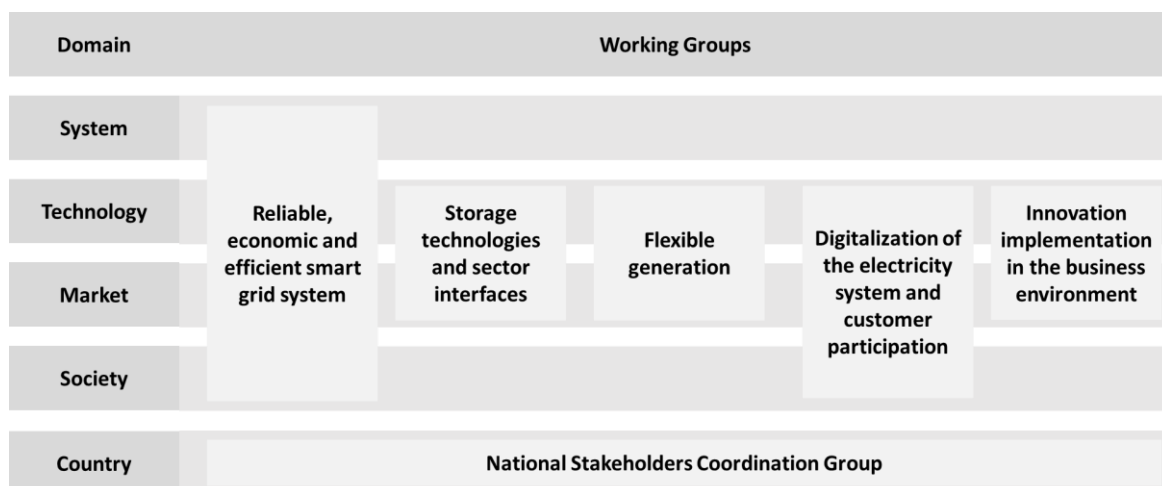 Domain
Working Groups
System
Technology
Market
Society
Country
Reliable,
economic and
efficient smart
grid system
Storage
technologies
and sector
interfaces
Flexible
generation
Digitalization of
the electricity
system and
customer
participation
Innovation
implementation
in the business
environment
National Stakeholders Coordination Group